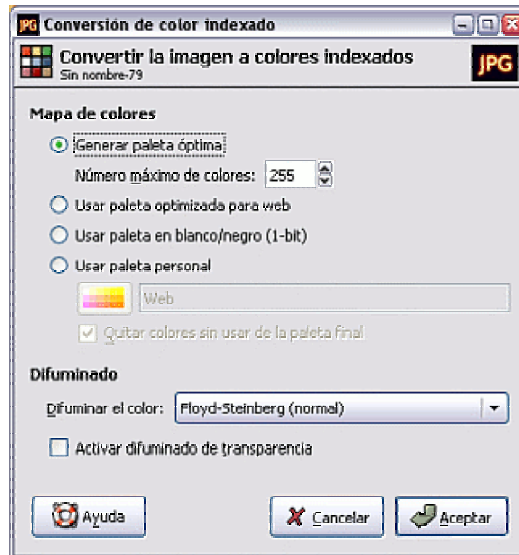 JPG Conversión de color indexado
Convertir la imagen a colores indexados
Sin nombre-79
JPG
Mapa de colores
Generar paleta óptima
Número máximo de colores: 255
Usar paleta optimizada para web
Usar paleta en blanco/negro (1-bit)
Usar paleta personal
Web
Quitar colores sin usar de la paleta final
Difuminado
Difuminar el color: Floyd-Steinberg (normal)
Activar difuminado de transparencia
Ayuda Cancelar Aceptar